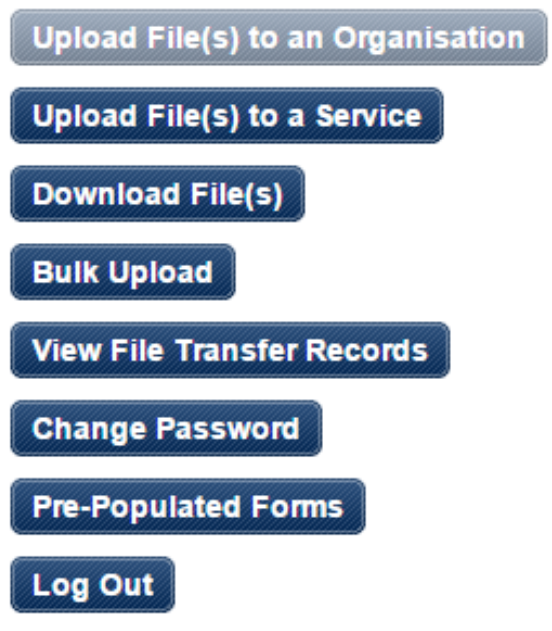 Upload File(s) to an Organisation
Upload File(s) to a Service
Download File(s)
Bulk Upload
View File Transfer Records
Change Password
Pre-Populated Forms
Log Out